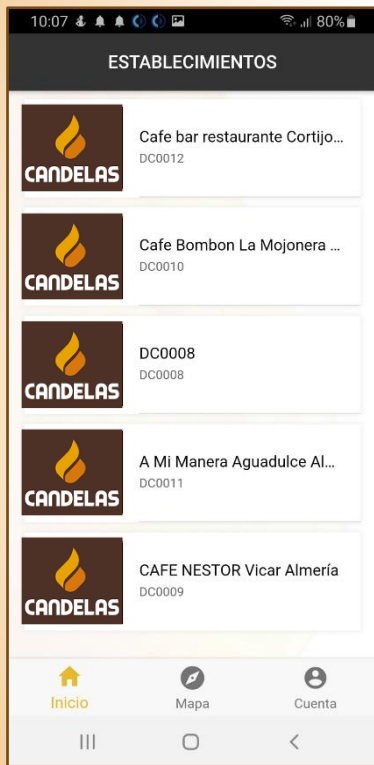 10:07 80%
ESTABLECIMIENTOS
CANDELAS
Cafe bar restaurante Cortijo...
DC0012
CANDELAS
Cafe Bombon La Mojonera ...
DC0010
CANDELAS
DC0008
DC0008
CANDELAS
A Mi Manera Aguadulce Al...
DC0011
CANDELAS
CAFE NESTOR Vicar Almería
DC0009
Inicio Mapa Cuenta